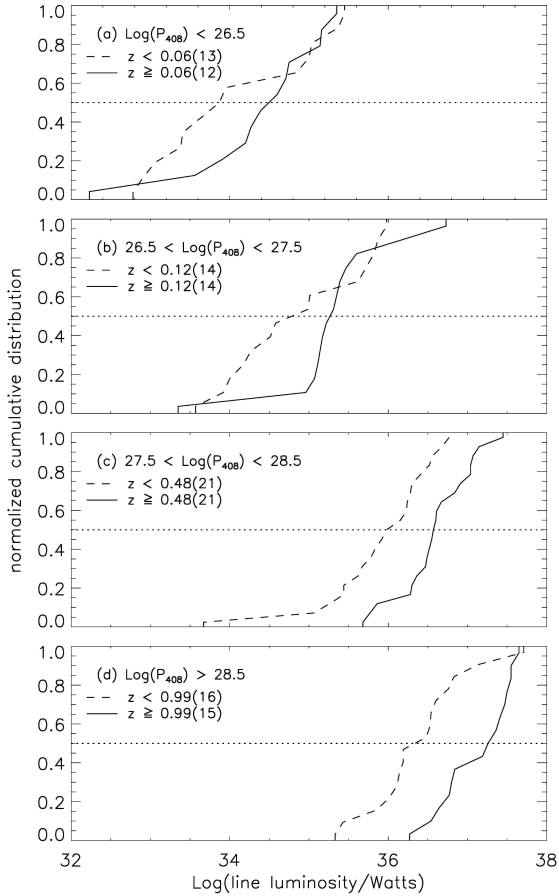 normalized cumulative distribution
1.0
0.8
0.6
0.4
0.2
0.0
(a) Log(P408) < 26.5
z < 0.06(13)
z ≧ 0.06(12)
1.0
0.8
0.6
0.4
0.2
0.0
(b) 26.5 < Log(P408) < 27.5
z < 0.12(14)
z ≧ 0.12(14)
1.0
0.8
0.6
0.4
0.2
0.0
(c) 27.5 < Log(P408) < 28.5
z < 0.48(21)
z ≧ 0.48(21)
1.0
0.8
0.6
0.4
0.2
0.0
(d) Log(P408) > 28.5
z < 0.99(16)
z ≧ 0.99(15)
32 34 36 38
Log(line luminosity/Watts)